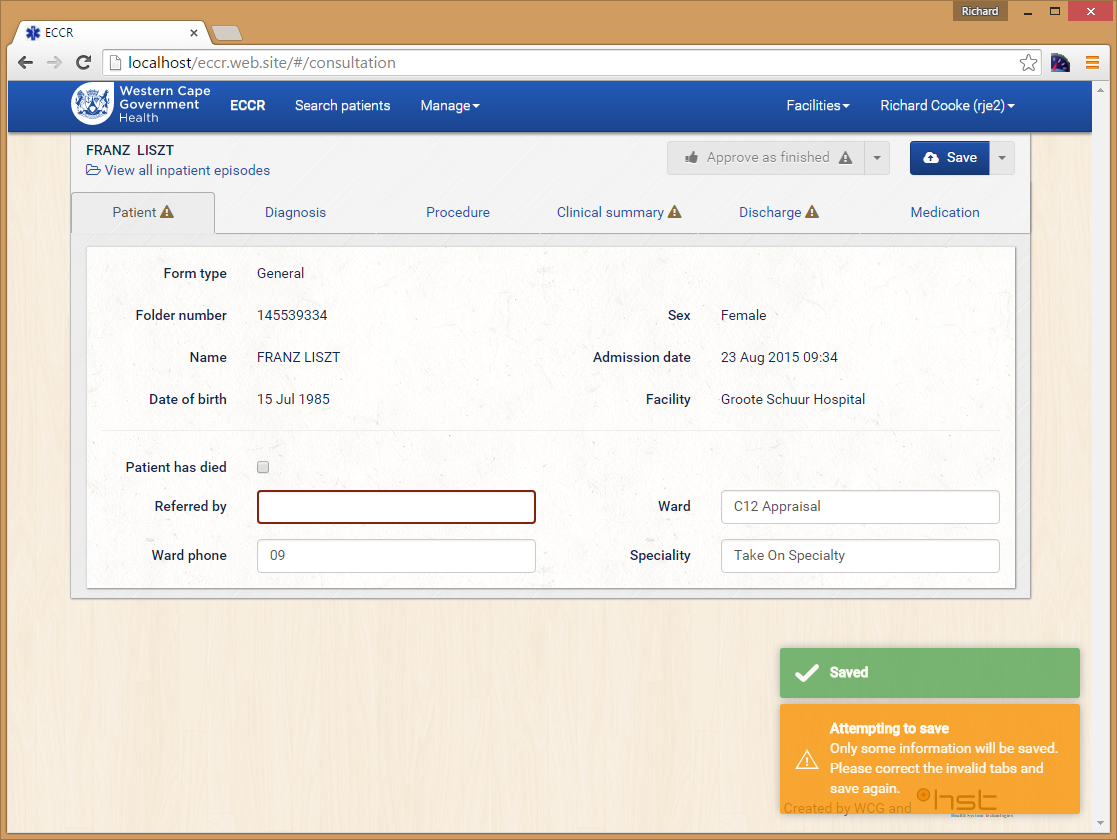 Richard
ECCR
localhost/eccr.web.site/#/consultation
Western Cape
Government
Health
ECCR Search patients Manage Facilities Richard Cooke (rje2)
FRANZ LISZT
View all inpatient episodes
Approve as finished Save
Patient Diagnosis Procedure Clinical summary Discharge Medication
Form type General
Folder number 145539334 Sex Female
Name FRANZ LISZT Admission date 23 Aug 2015 09:34
Date of birth 15 Jul 1985 Facility Groote Schuur Hospital
Patient has died
Referred by Ward C12 Appraisal
Ward phone 09 Speciality Take On Specialty
Saved
Attempting to save
Only some information will be saved.
Please correct the invalid tabs and
save again.
Created by WCG and hst
Health System Technologies